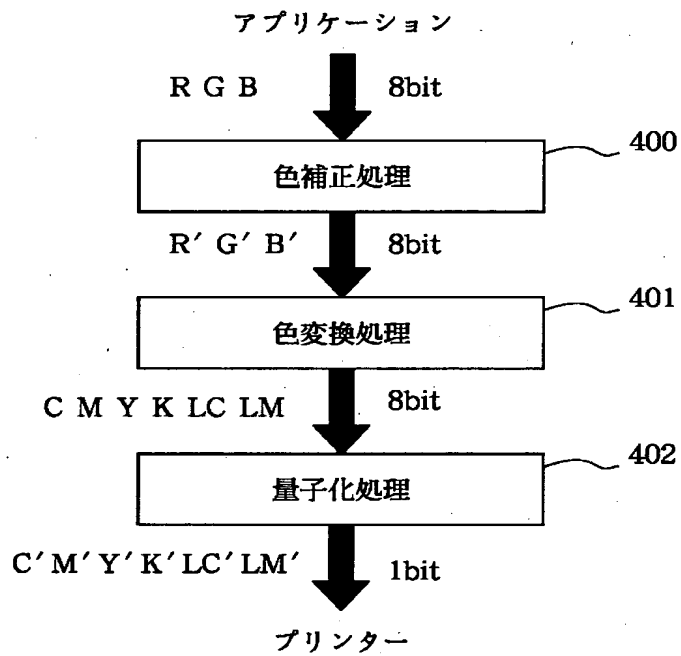 アプリケーション
R G B 8bit
400
色補正処理
R′ G′ B′ 8bit
401
色変換処理
C M Y K LC LM 8bit
402
量子化処理
C′M′Y′K′LC′LM′ 1bit
プリンター